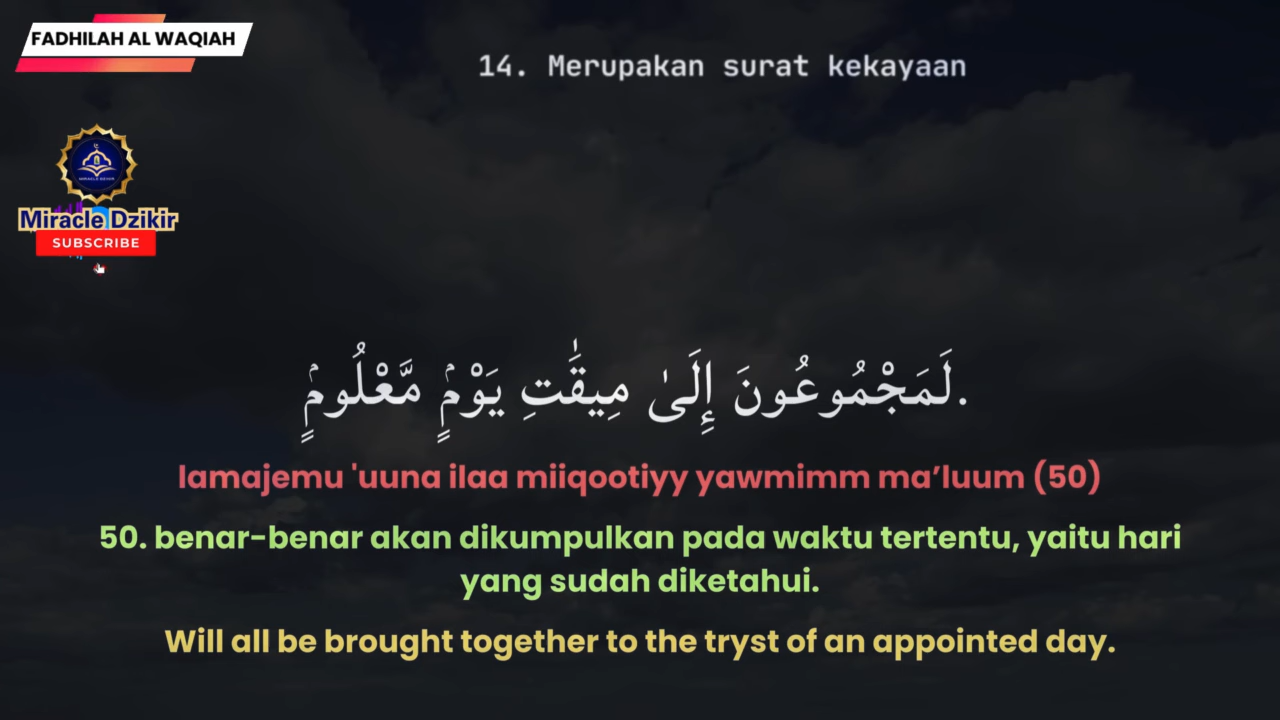 FADHILAH AL WAQIAH
14. Merupakan surat kekayaan
Miracle Dzikir
SUBSCRIBE
لَمَجْمُوعُونَ إِلَىٰ مِيقَٰتِ يَوْمٍۢ مَّعْلُومٍۢ.
lamajemu 'uuna ilaa miiqootiyy yawmimm ma’luum (50)
50. benar-benar akan dikumpulkan pada waktu tertentu, yaitu hari
yang sudah diketahui.
Will all be brought together to the tryst of an appointed day.